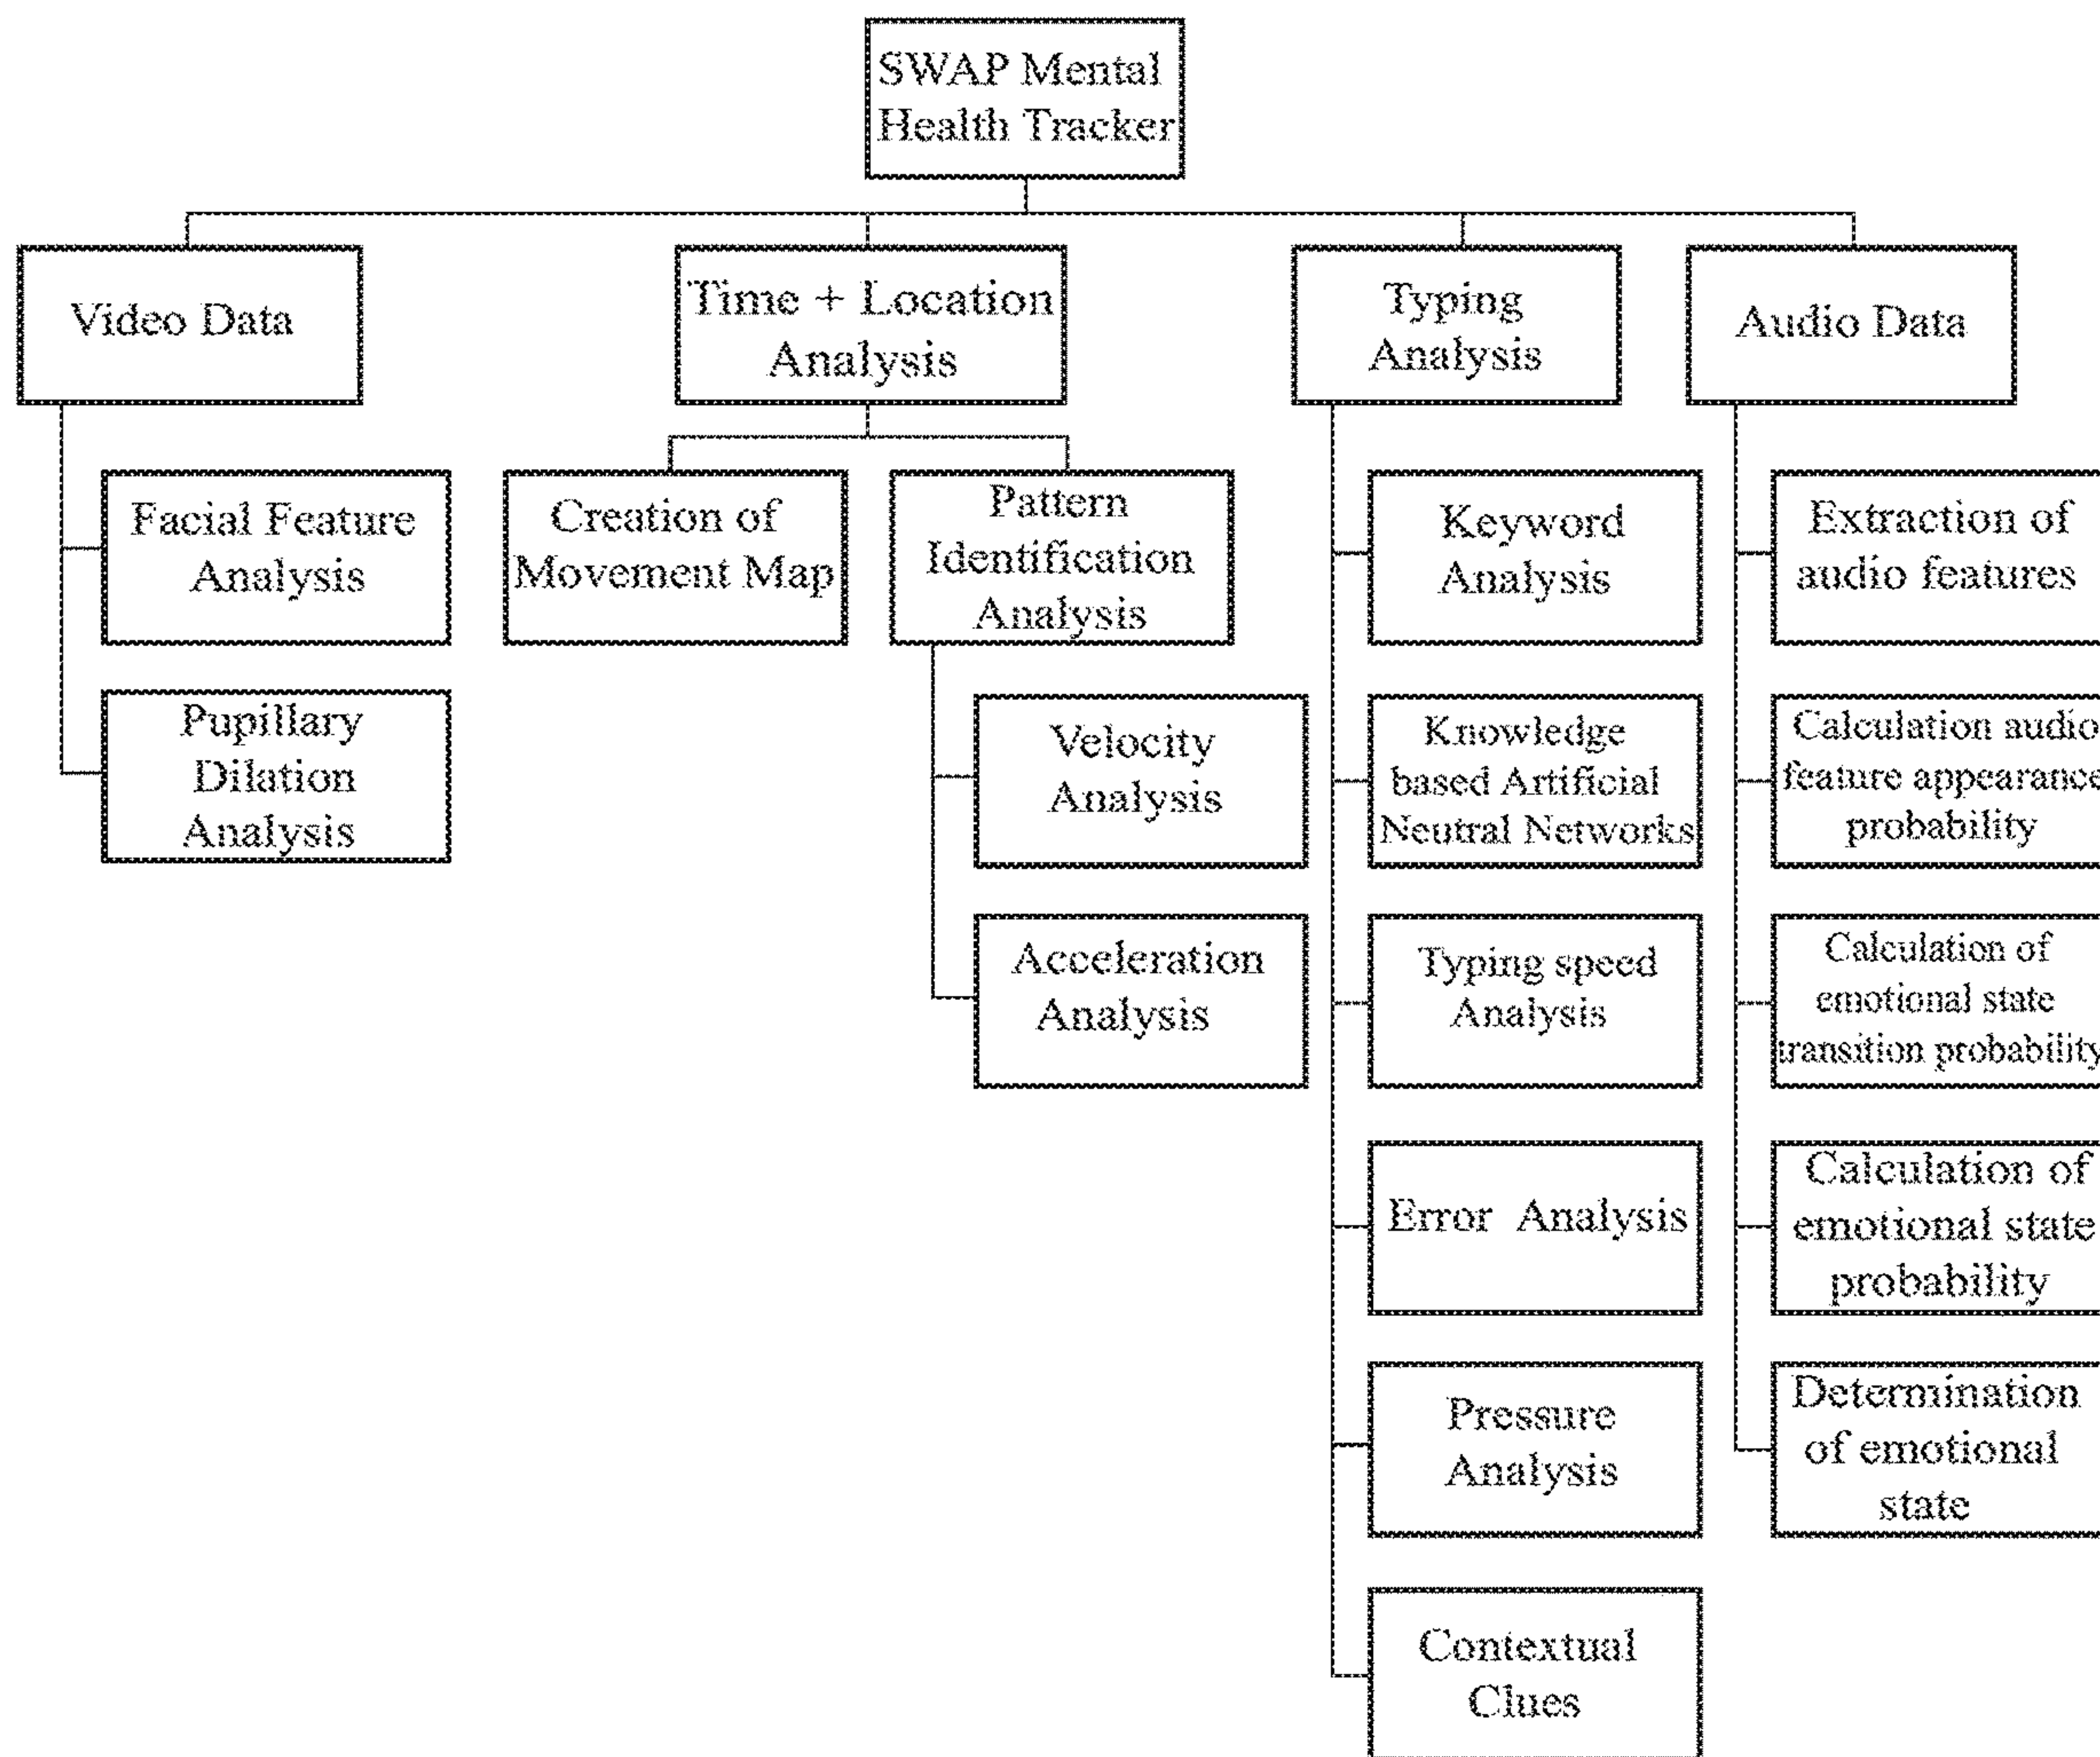 SWAP Mental
Health Tracker
Video Data
Time + Location
Analysis
Typing
Analysis
Audio Data
Facial Feature
Analysis
Pupillary
Dilation
Analysis
Creation of
Movement Map
Pattern
Identification
Analysis
Velocity
Analysis
Acceleration
Analysis
Keyword
Analysis
Knowledge
based Artificial
Neutral Networks
Typing speed
Analysis
Error Analysis
Pressure
Analysis
Contextual
Clues
Extraction of
audio features
Calculation audio
feature appearance
probability
Calculation of
emotional state
transition probability
Calculation of
emotional state
probability
Determination
of emotional
state